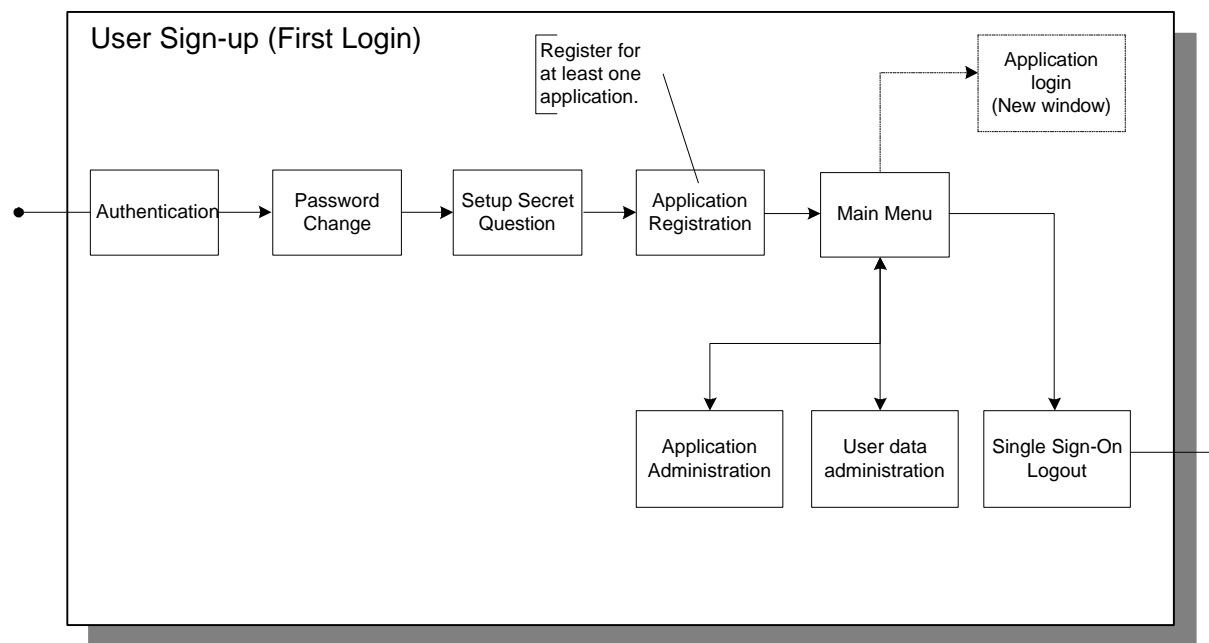 User Sign-up (First Login)
Register for
at least one
application.
Application
login
(New window)
Authentication
Password
Change
Setup Secret
Question
Application
Registration
Main Menu
Application
Administration
User data
administration
Single Sign-On
Logout